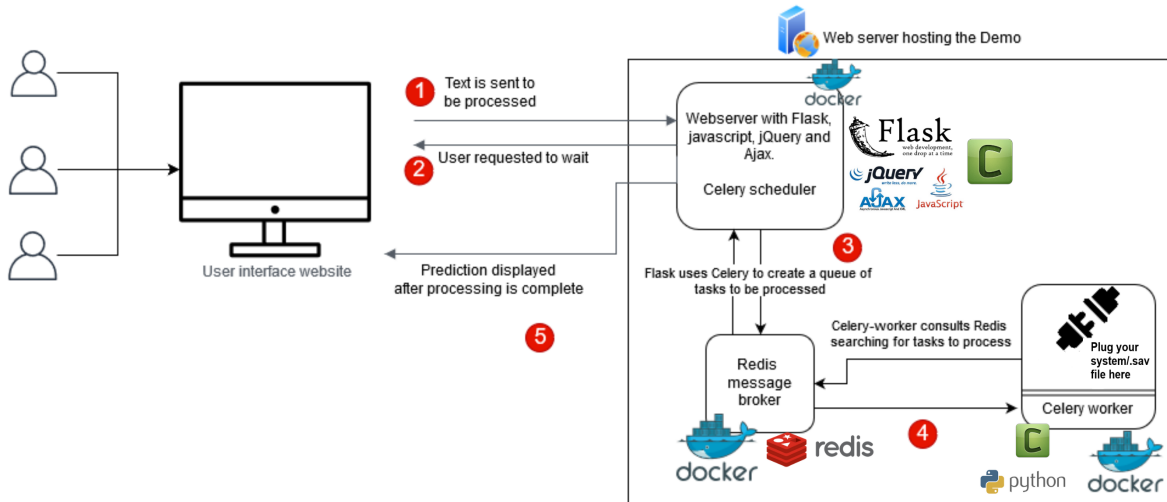 Web server hosting the Demo
1
Text is sent to
be processed
docker
Webserver with Flask,
javascript, jQuery and
Ajax.
Celery scheduler
Flask
web development,
one drop at a time
C
jQuery
write less, do more.
AJAX
JavaScript
2
User requested to wait
User interface website
3
Flask uses Celery to create a queue of
tasks to be processed
Prediction displayed
after processing is complete
5
Celery-worker consults Redis
searching for tasks to process
Plug your
system/.sav
file here
Celery worker
Redis
message
broker
4
docker
redis
C
python
docker